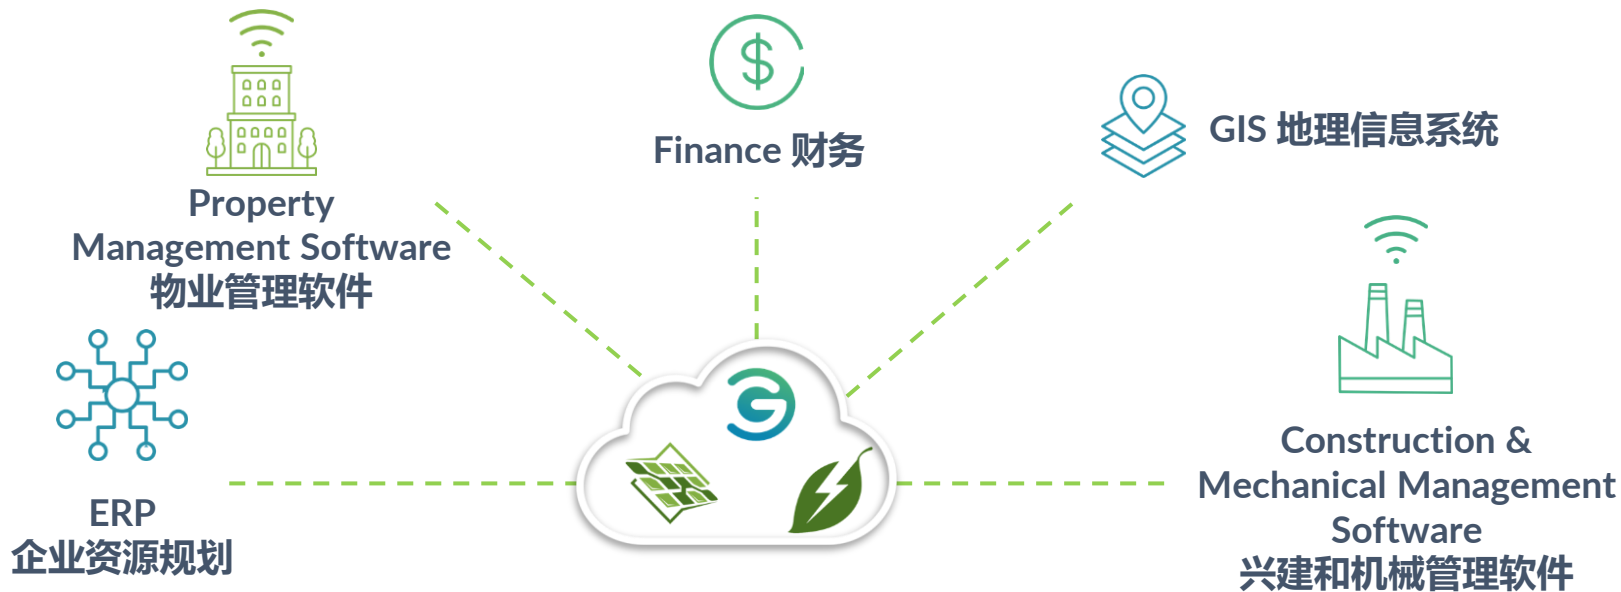 Property
Management Software
物业管理软件
Finance 财务
GIS 地理信息系统
ERP
企业资源规划
Construction &
Mechanical Management
Software
兴建和机械管理软件